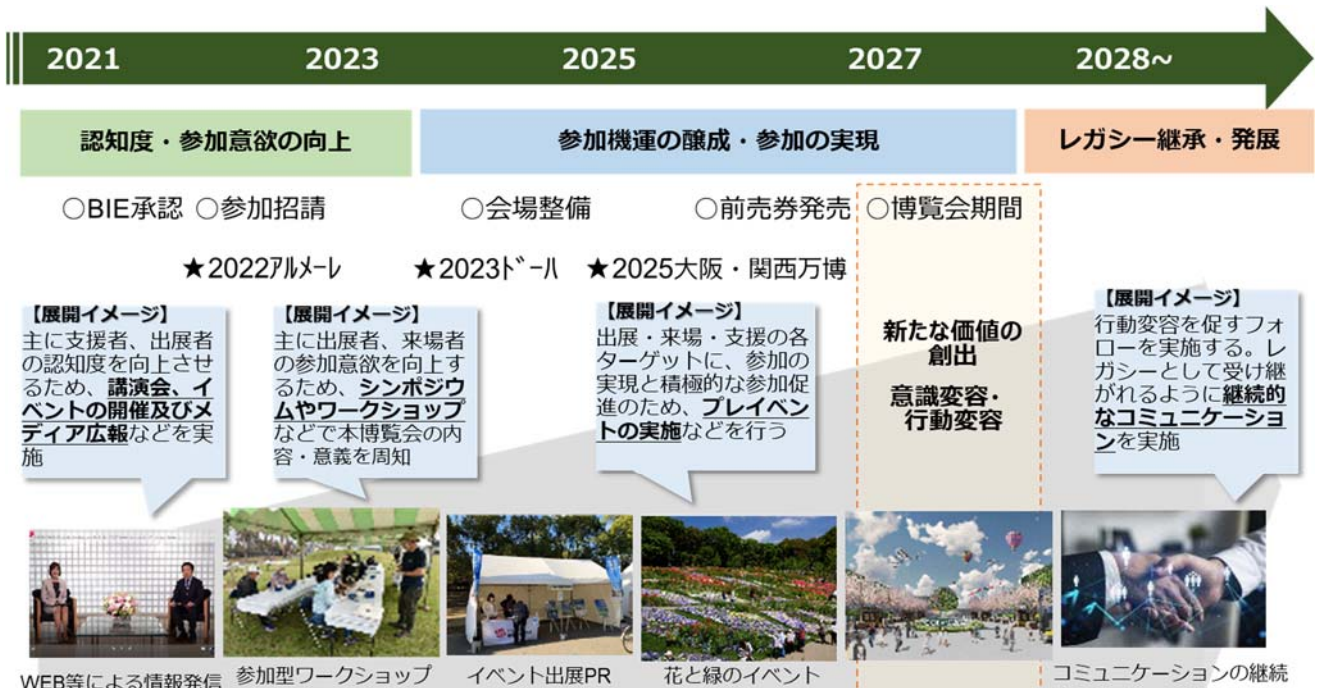 2021 2023 2025 2027 2028~
認知度・参加意欲の向上 参加機運の醸成・参加の実現 レガシー継承・発展
○BIE承認 ○参加招請 ○会場整備 ○前売券発売 ○博覧会期間
★2022ｱﾙﾒｰﾚ ★2023ﾄﾞｰﾊ ★2025大阪・関西万博
【展開イメージ】
主に支援者、出展者
の認知度を向上させ
るため、講演会、イ
ベントの開催及びメ
ディア広報などを実
施
【展開イメージ】
主に出展者、来場者
の参加意欲を向上す
るため、シンポジウ
ムやワークショップ
などで本博覧会の内
容・意義を周知
【展開イメージ】
出展・来場・支援の各
ターゲットに、参加の
実現と積極的な参加促
進のため、プレイベン
トの実施などを行う
新たな価値の
創出
意識変容・
行動変容
【展開イメージ】
行動変容を促すフォ
ローを実施する。レ
ガシーとして受け継
がれるように継続的
なコミュニケーショ
ンを実施
WEB等による情報発信 参加型ワークショップ イベント出展PR 花と緑のイベント コミュニケーションの継続